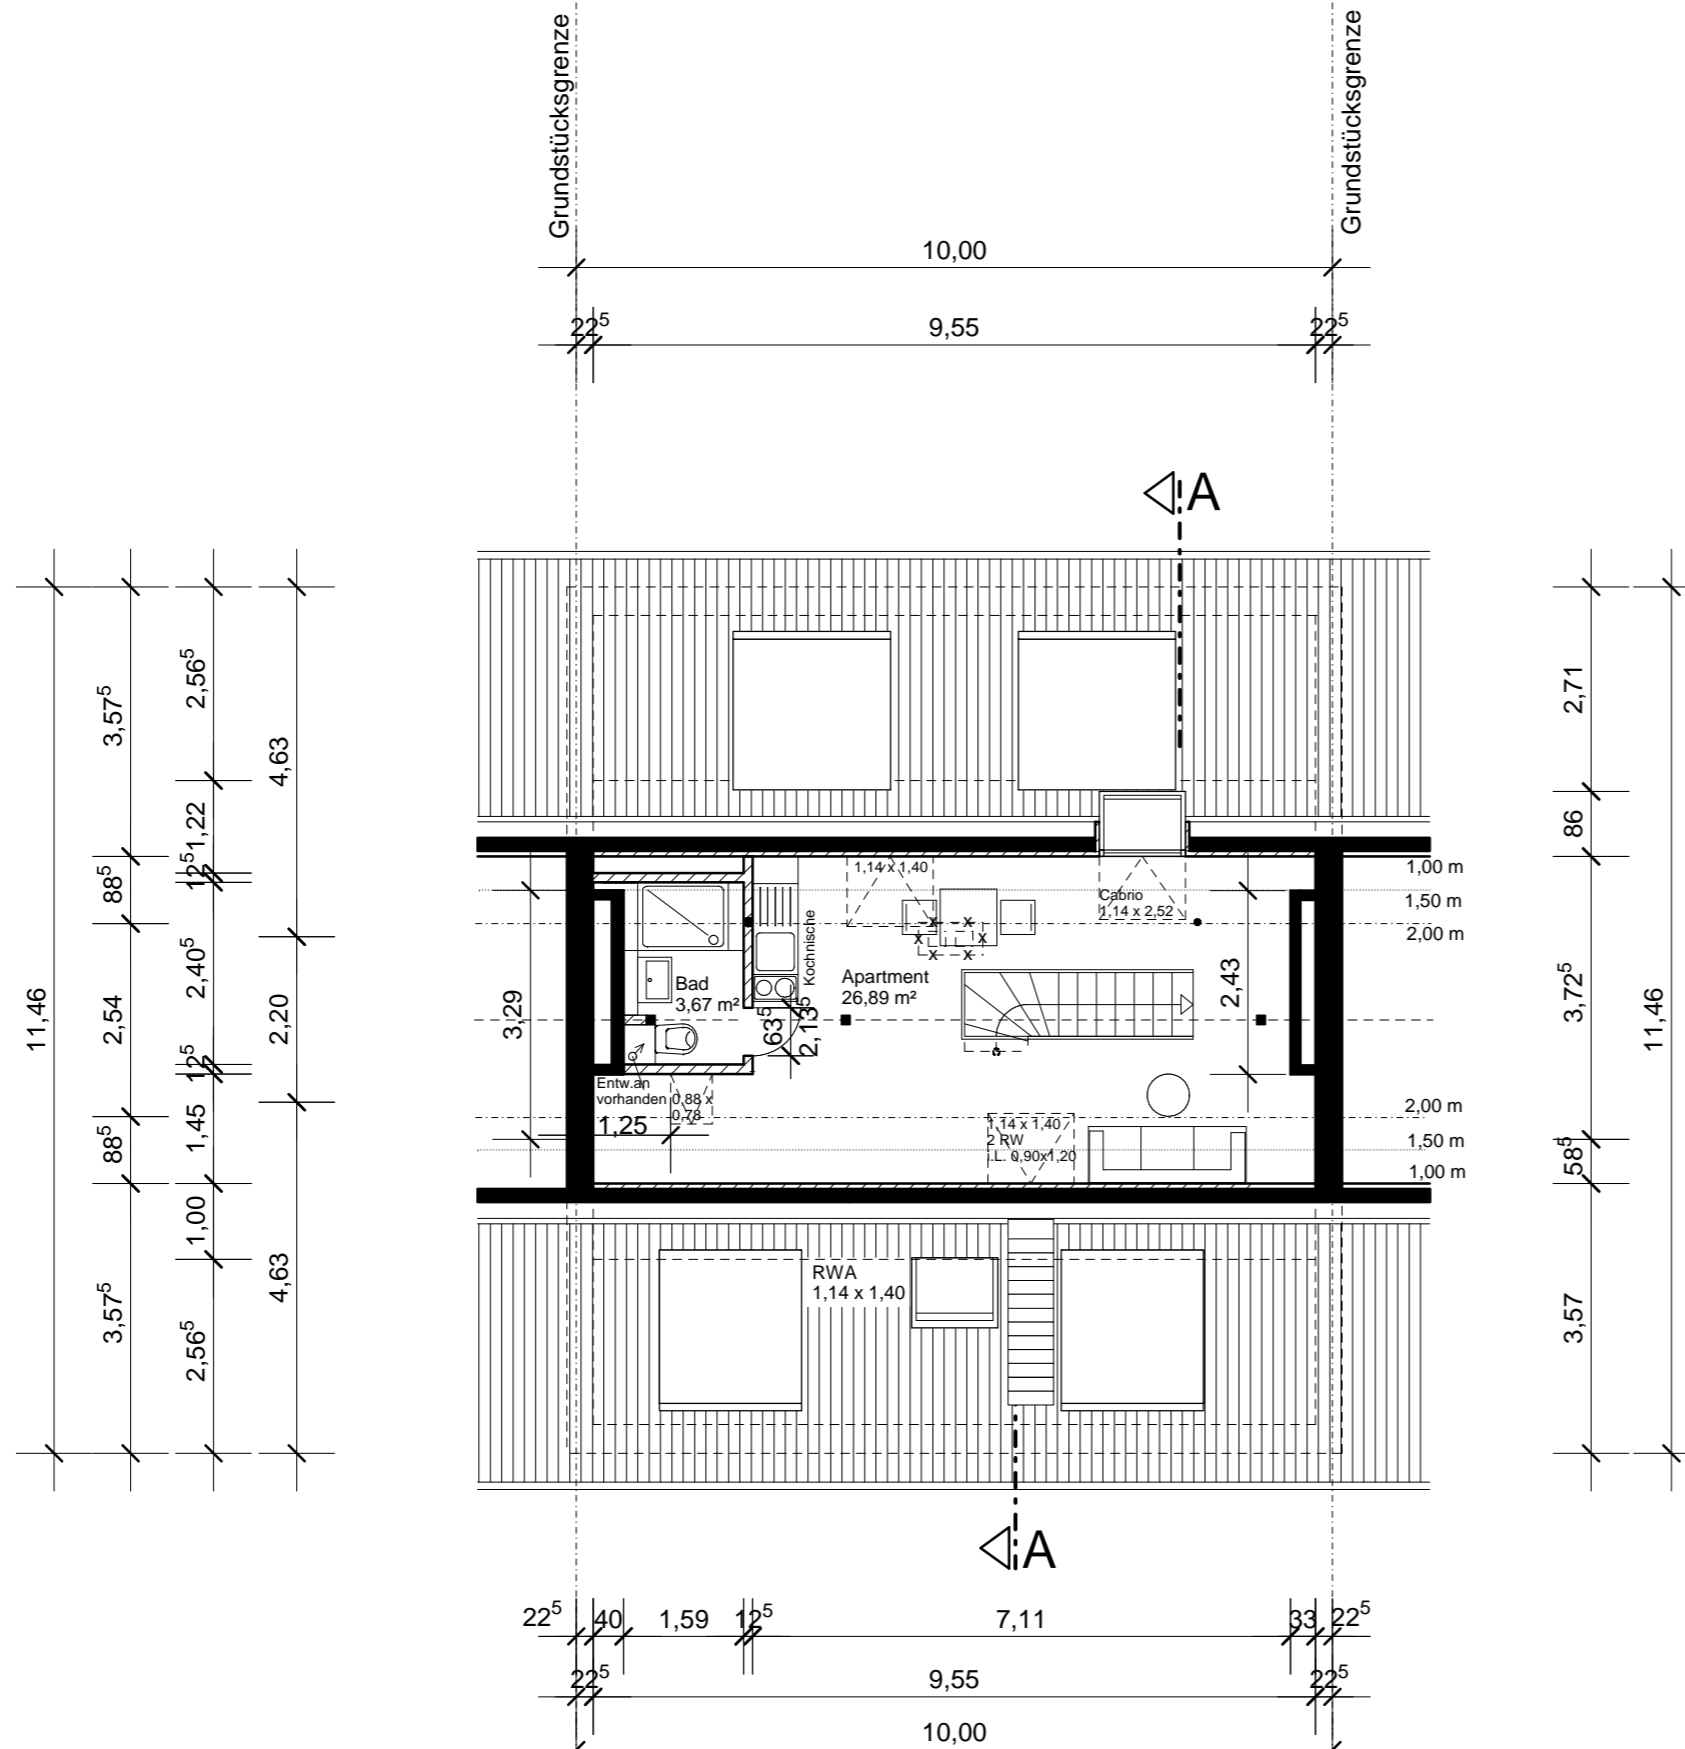 Grundstücksgrenze
Grundstücksgrenze
10,00
22⁵
9,55
22⁵
A
11,46
3,57⁵
88⁵
2,54
88⁵
3,57⁵
2,56⁵
1,22
12⁵
2,40⁵
12⁵
1,45
1,00
2,56⁵
4,63
2,20
4,63
3,29
1,14 x 1,40
Cabrio
1,14 x 2,52
1,00 m
1,50 m
2,00 m
Kochnische
Bad
3,67 m²
Apartment
26,89 m²
63⁵
2,13⁵
2,43
x x
x x
x x
Entw.an
vorhanden
0,88 x
0,78
1,25
1,14 x 1,40
2 RW
i.L. 0,90x1,20
2,00 m
1,50 m
1,00 m
RWA
1,14 x 1,40
2,71
86
3,72⁵
58⁵
3,57
11,46
A
22⁵
40
1,59
12⁵
7,11
33
22⁵
22⁵
9,55
22⁵
10,00